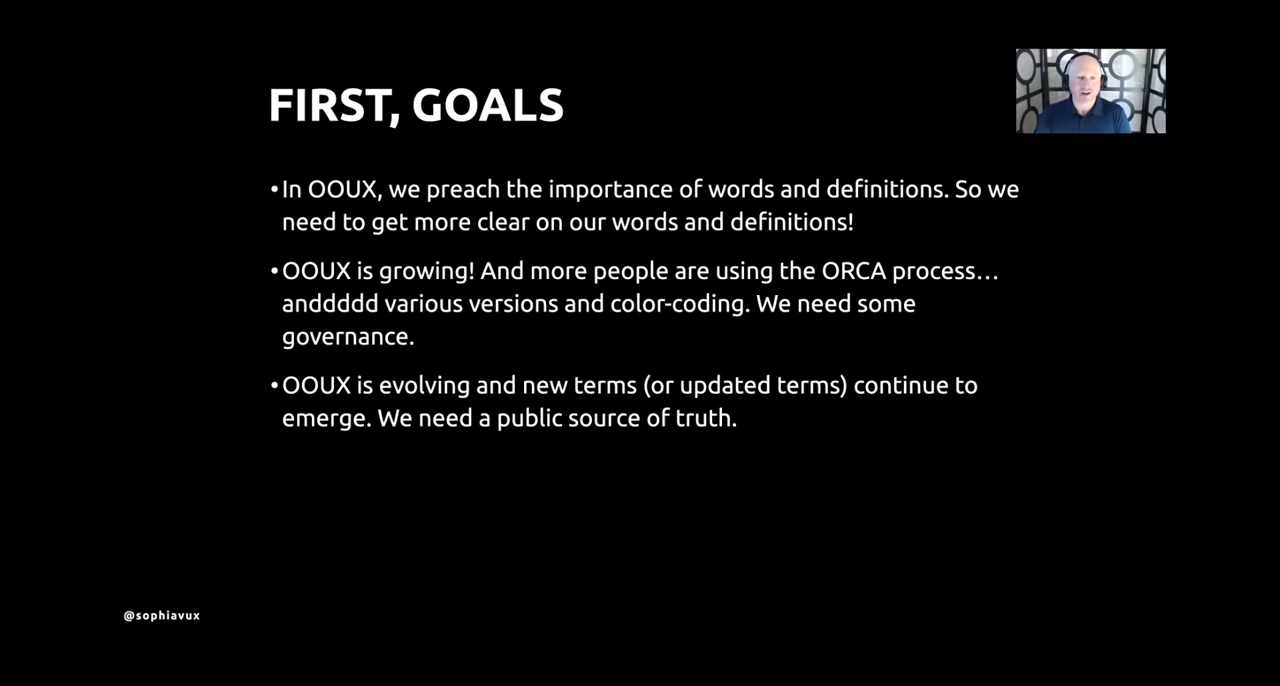 FIRST, GOALS
•In OOUX, we preach the importance of words and definitions. So we
need to get more clear on our words and definitions!
•OOUX is growing! And more people are using the ORCA process…
anddddd various versions and color-coding. We need some
governance.
•OOUX is evolving and new terms (or updated terms) continue to
emerge. We need a public source of truth.
@sophiavux